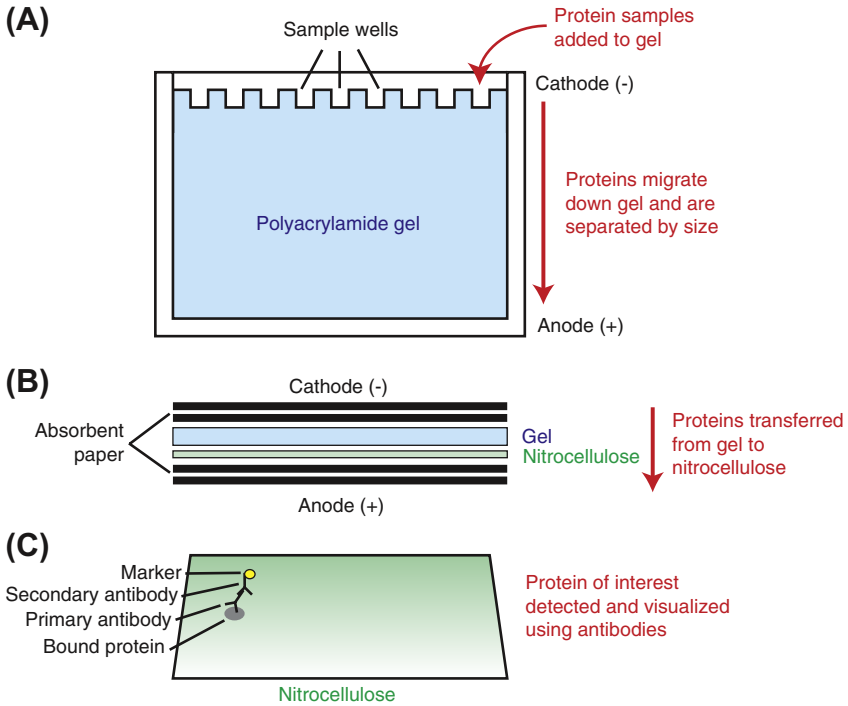 (A)
Sample wells
Protein samples
added to gel
Cathode (-)
Proteins migrate
down gel and are
separated by size
Polyacrylamide gel
Anode (+)
(B)
Cathode (-)
Absorbent
paper
Gel
Nitrocellulose
Proteins transferred
from gel to
nitrocellulose
Anode (+)
(C)
Marker
Secondary antibody
Primary antibody
Bound protein
Protein of interest
detected and visualized
using antibodies
Nitrocellulose